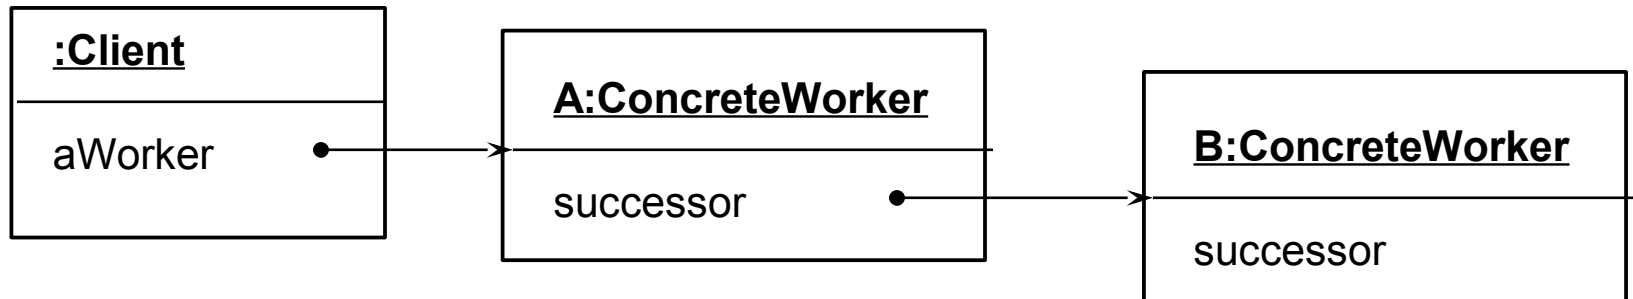 :Client
aWorker
A:ConcreteWorker
successor
B:ConcreteWorker
successor